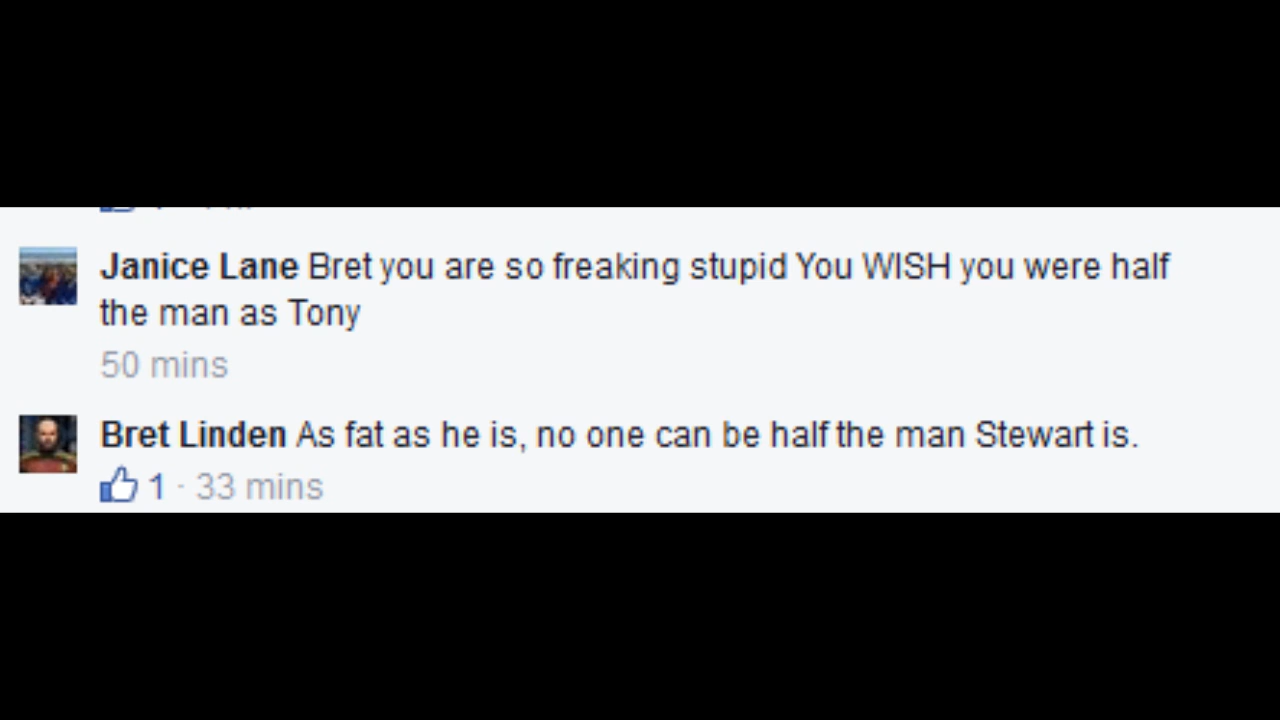 Janice Lane Bret you are so freaking stupid You WISH you were half
the man as Tony
50 mins
Bret Linden As fat as he is, no one can be half the man Stewart is.
1 · 33 mins